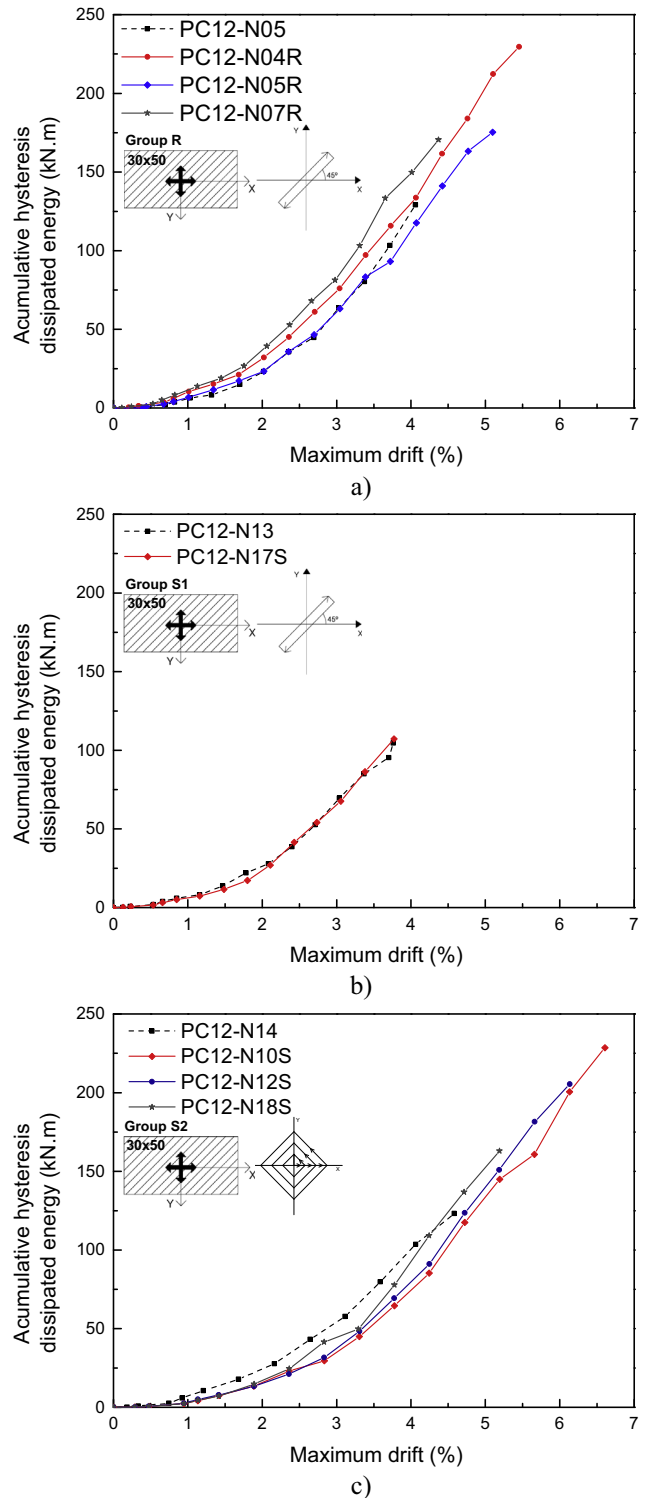 250
200
150
100
50
0
Acumulative hysteresis
dissipated energy (kN.m)
PC12-N05
PC12-N04R
PC12-N05R
PC12-N07R
Group R
30x50
X
Y
Y
45º
X
0 1 2 3 4 5 6 7
Maximum drift (%)
a)
250
200
150
100
50
0
Acumulative hysteresis
dissipated energy (kN.m)
PC12-N13
PC12-N17S
Group S1
30x50
X
Y
Y
45º
X
0 1 2 3 4 5 6 7
Maximum drift (%)
b)
250
200
150
100
50
0
Acumulative hysteresis
dissipated energy (kN.m)
PC12-N14
PC12-N10S
PC12-N12S
PC12-N18S
Group S2
30x50
X
Y
Y
X
0 1 2 3 4 5 6 7
Maximum drift (%)
c)